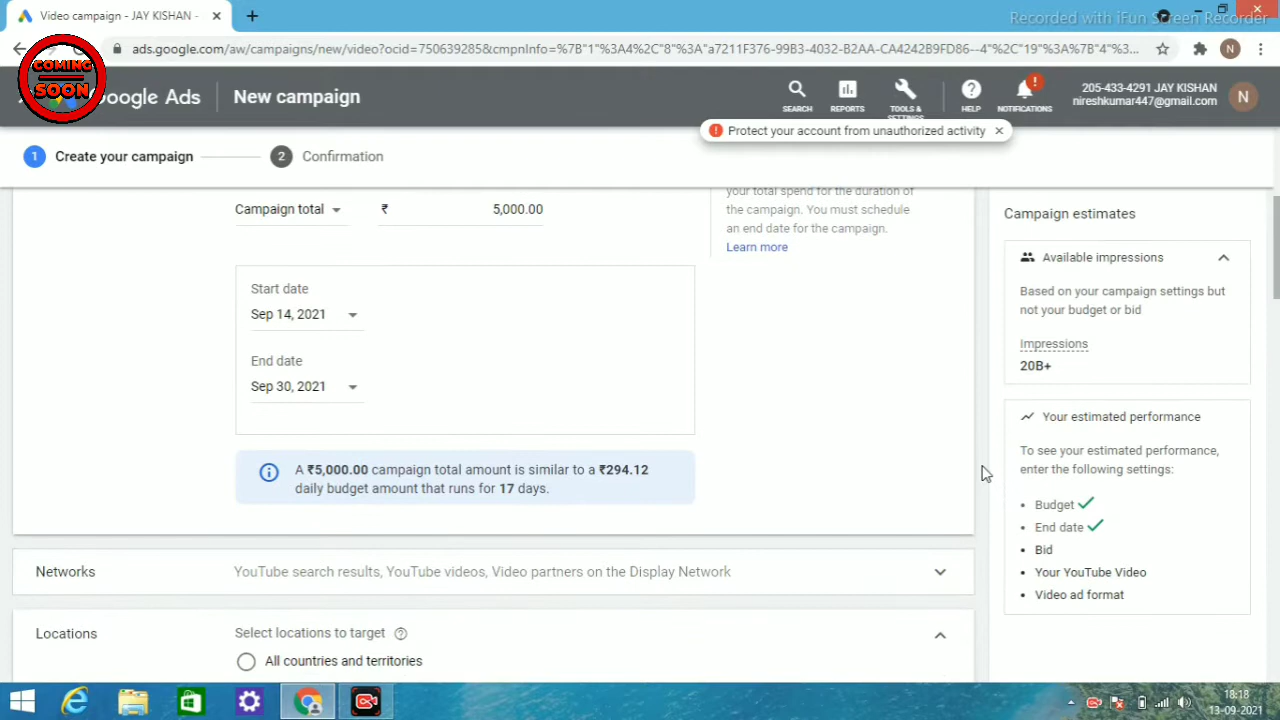 Video campaign - JAY KISHAN -
Recorded with iFun Screen Recorder
ads.google.com/aw/campaigns/new/video?ocid=750639285&cmpnInfo=%7B"1"%3A4%2C"8"%3A"a7211F376-99B3-4032-B2AA-CA4242B9FD86--4"%2C"19"%3A%7B"4"%3...
N
COMING
SOON
Google Ads
New campaign
SEARCH
REPORTS
TOOLS &
SETTINGS
HELP
NOTIFICATIONS
205-433-4291 JAY KISHAN
nireshkumar447@gmail.com
N
Protect your account from unauthorized activity
1 Create your campaign
2 Confirmation
Campaign total
₹ 5,000.00
your total spend for the duration of
the campaign. You must schedule
an end date for the campaign.
Learn more
Start date
Sep 14, 2021
End date
Sep 30, 2021
A ₹5,000.00 campaign total amount is similar to a ₹294.12
daily budget amount that runs for 17 days.
Networks
YouTube search results, YouTube videos, Video partners on the Display Network
Locations
Select locations to target
All countries and territories
Campaign estimates
Available impressions
Based on your campaign settings but
not your budget or bid
Impressions
20B+
Your estimated performance
To see your estimated performance,
enter the following settings:
Budget
End date
Bid
Your YouTube Video
Video ad format
18:18
13-09-2021